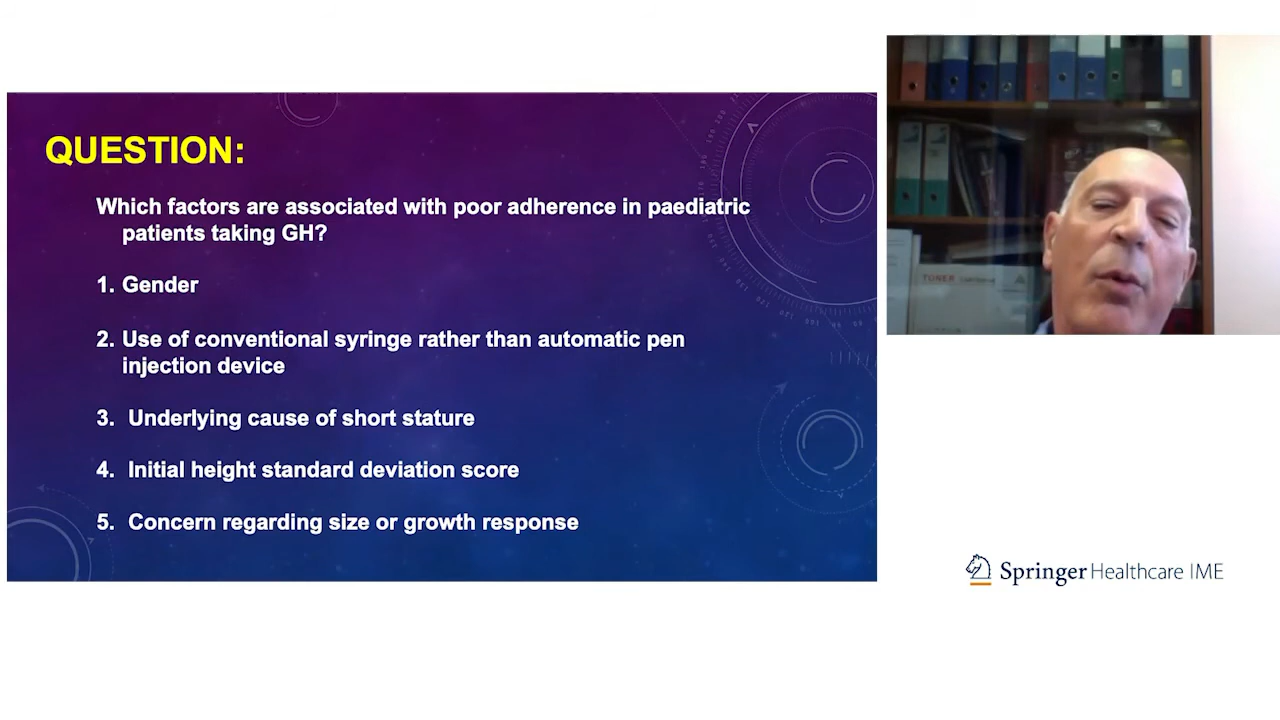 QUESTION:
Which factors are associated with poor adherence in paediatric
patients taking GH?
1. Gender
2. Use of conventional syringe rather than automatic pen
injection device
3. Underlying cause of short stature
4. Initial height standard deviation score
5. Concern regarding size or growth response
TONER
Springer Healthcare IME